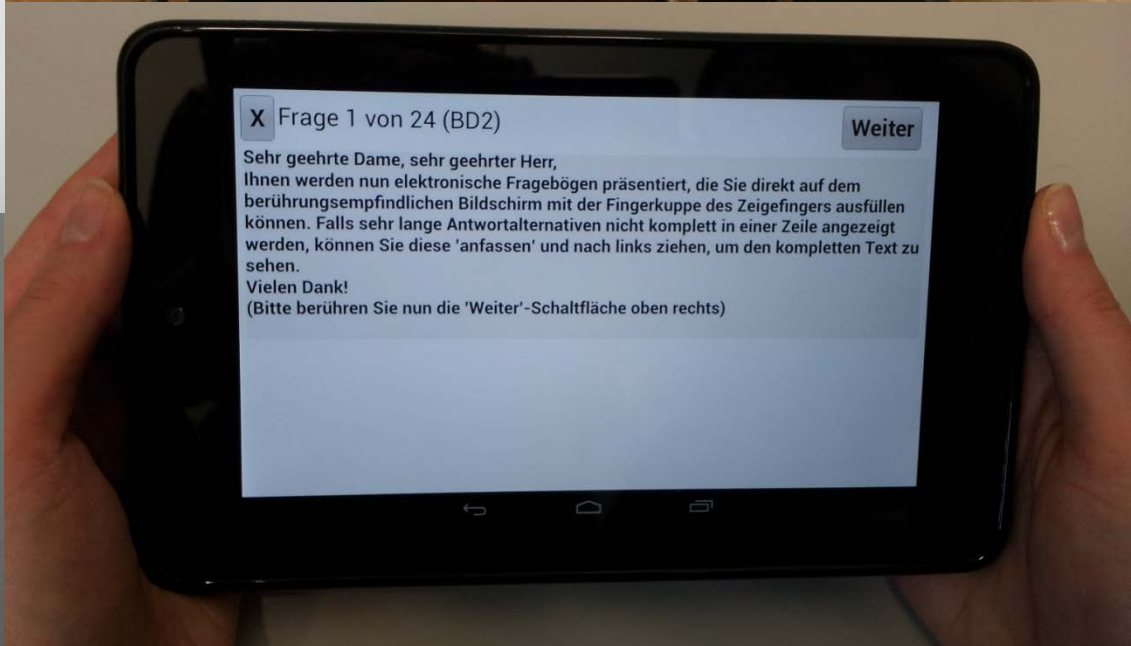 X Frage 1 von 24 (BD2) Weiter
Sehr geehrte Dame, sehr geehrter Herr,
Ihnen werden nun elektronische Fragebögen präsentiert, die Sie direkt auf dem
berührungsempfindlichen Bildschirm mit der Fingerkuppe des Zeigefingers ausfüllen
können. Falls sehr lange Antwortalternativen nicht komplett in einer Zeile angezeigt
werden, können Sie diese 'anfassen' und nach links ziehen, um den kompletten Text zu
sehen.
Vielen Dank!
(Bitte berühren Sie nun die 'Weiter'-Schaltfläche oben rechts)